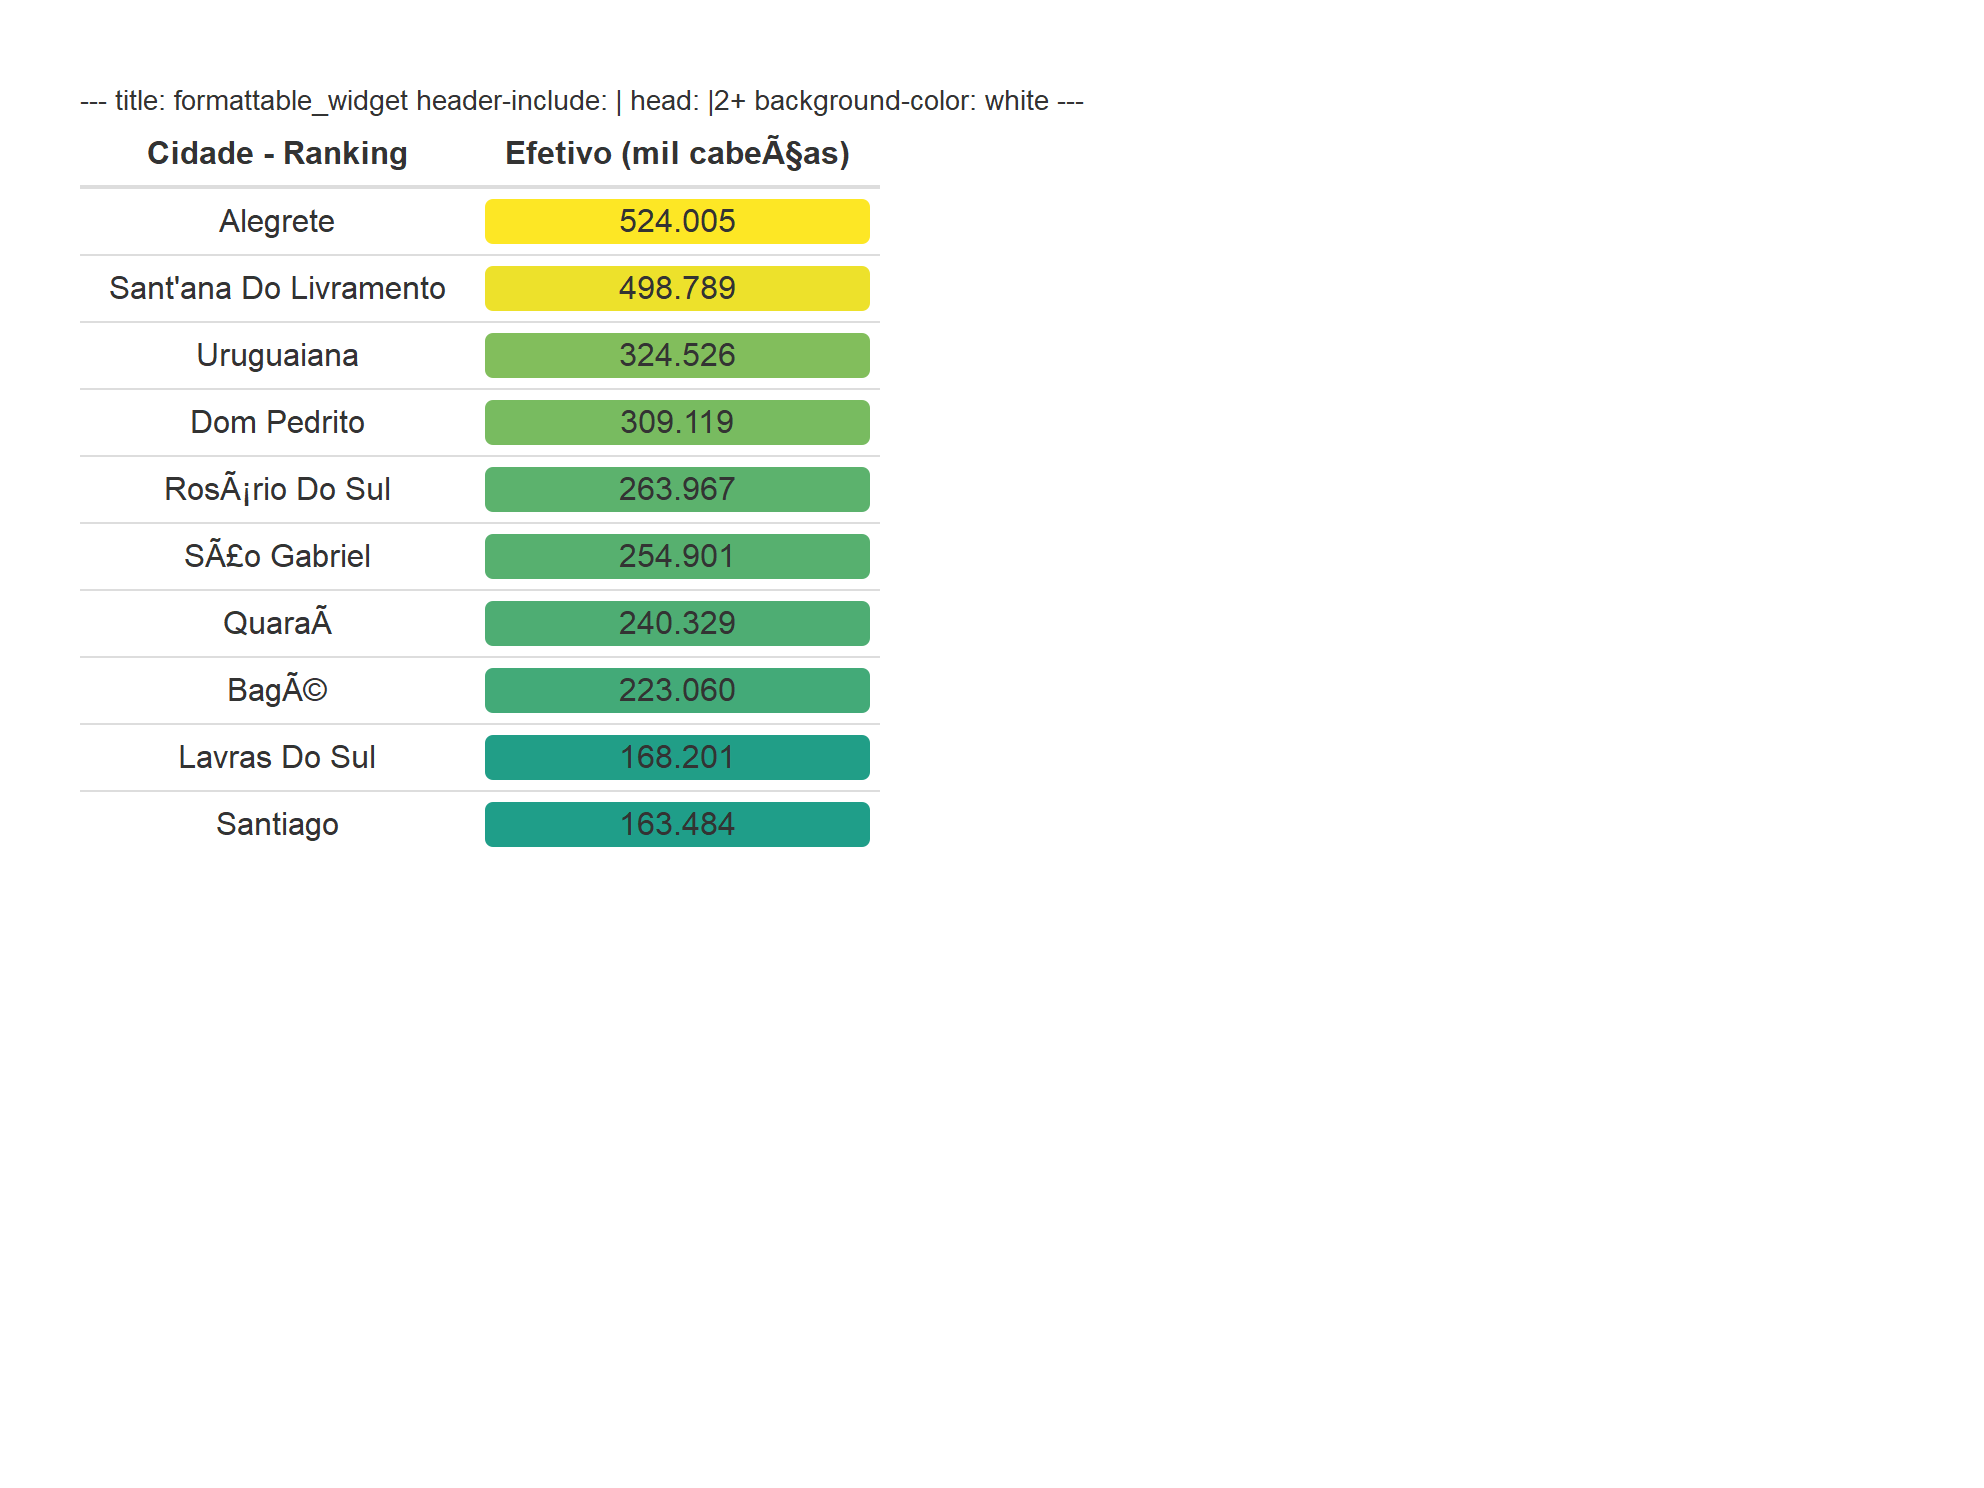 --- title: formattable_widget header-include: | head: |2+ background-color: white ---
Cidade - Ranking Efetivo (mil cabeÃ§as)
Alegrete 524.005
Sant'ana Do Livramento 498.789
Uruguaiana 324.526
Dom Pedrito 309.119
RosÃ¡rio Do Sul 263.967
SÃ£o Gabriel 254.901
QuaraÃ 240.329
BagÃ© 223.060
Lavras Do Sul 168.201
Santiago 163.484